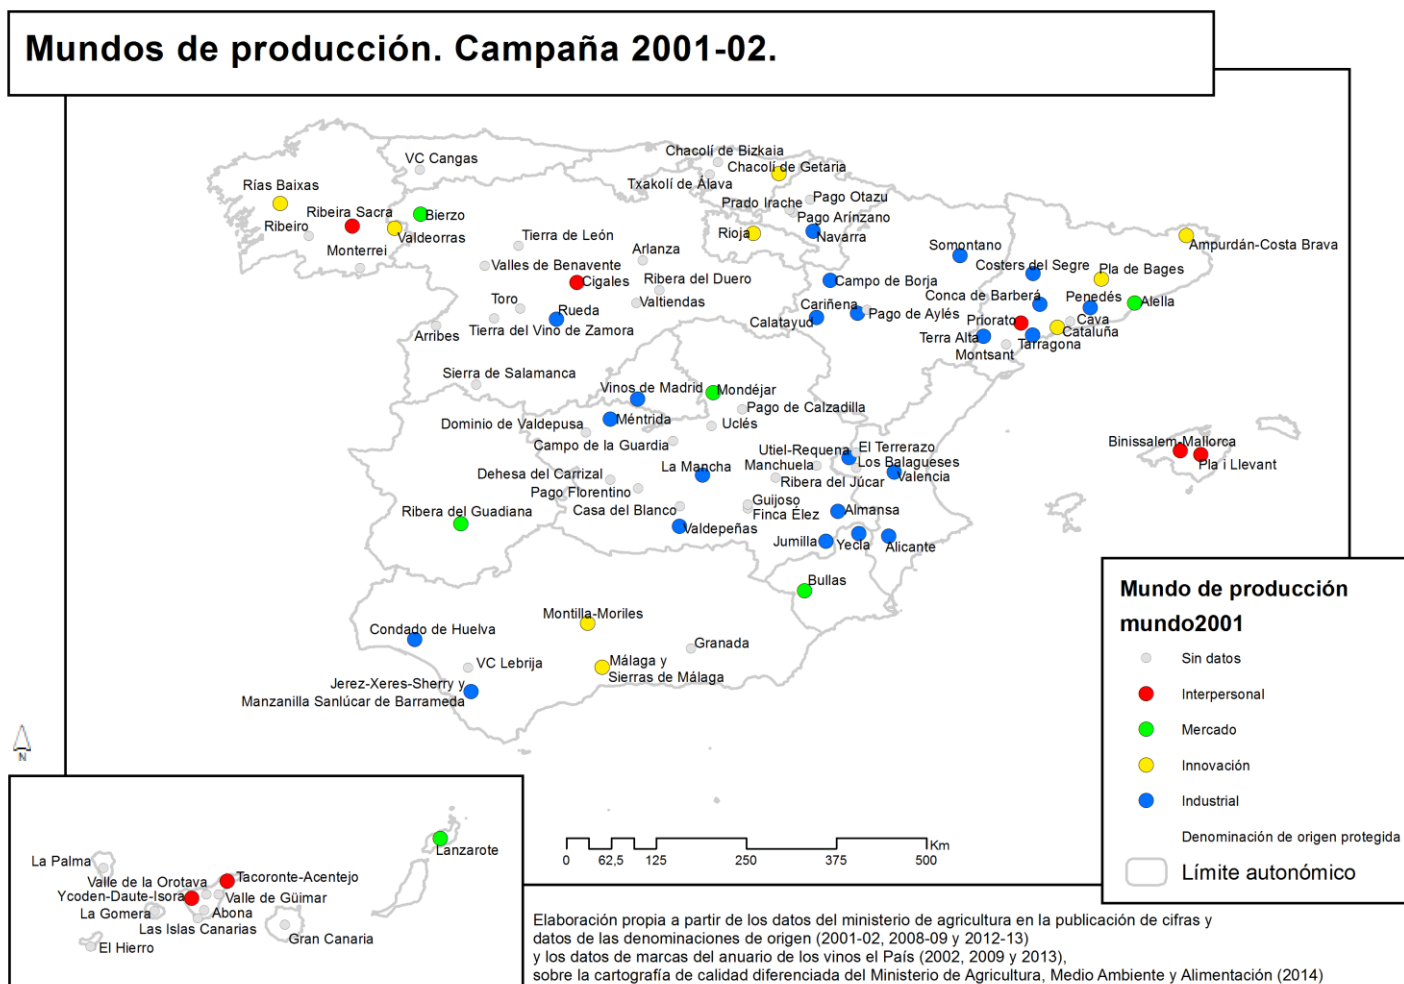 Mundos de producción. Campaña 2001-02.
Chacolí de Bizkaia
VC Cangas
Chacolí de Getaria
Rías Baixas
Txakolí de Álava
Pago Otazu
Prado Irache
Ribeira Sacra
Bierzo
Pago Arínzano
Ribeiro
Valdeorras
Rioja
Navarra
Tierra de León
Somontano
Ampurdán-Costa Brava
Monterrei
Arlanza
Valles de Benavente
Costers del Segre
Pla de Bages
Cigales
Ribera del Duero
Campo de Borja
Toro
Valtiendas
Conca de Barberá
Penedés
Alella
Rueda
Cariñena
Pago de Aylés
Priorato
Cava
Arribes
Tierra del Vino de Zamora
Calatayud
Cataluña
Terra Alta
Tarragona
Montsant
Sierra de Salamanca
Vinos de Madrid
Mondéjar
Pago de Calzadilla
Dominio de Valdepusa
Méntrida
Uclés
Campo de la Guardia
Utiel-Requena
El Terrerazo
Binissalem-Mallorca
La Mancha
Manchuela
Los Balagueses
Pla i Llevant
Dehesa del Carrizal
Valencia
Ribera del Júcar
Pago Florentino
Guijoso
Ribera del Guadiana
Casa del Blanco
Finca Élez
Almansa
Valdepeñas
Jumilla
Yecla
Alicante
Bullas
Montilla-Moriles
Condado de Huelva
Granada
VC Lebrija
Málaga y
Sierras de Málaga
Jerez-Xeres-Sherry y
Manzanilla Sanlúcar de Barrameda
Mundo de producción
mundo2001
Sin datos
Interpersonal
Mercado
Innovación
Industrial
Denominación de origen protegida
Límite autonómico
N
Km
0 62,5 125 250 375 500
Lanzarote
La Palma
Valle de la Orotava
Tacoronte-Acentejo
Ycoden-Daute-Isora
Valle de Güimar
La Gomera
Abona
Las Islas Canarias
Gran Canaria
El Hierro
Elaboración propia a partir de los datos del ministerio de agricultura en la publicación de cifras y
datos de las denominaciones de origen (2001-02, 2008-09 y 2012-13)
y los datos de marcas del anuario de los vinos el País (2002, 2009 y 2013),
sobre la cartografía de calidad diferenciada del Ministerio de Agricultura, Medio Ambiente y Alimentación (2014)